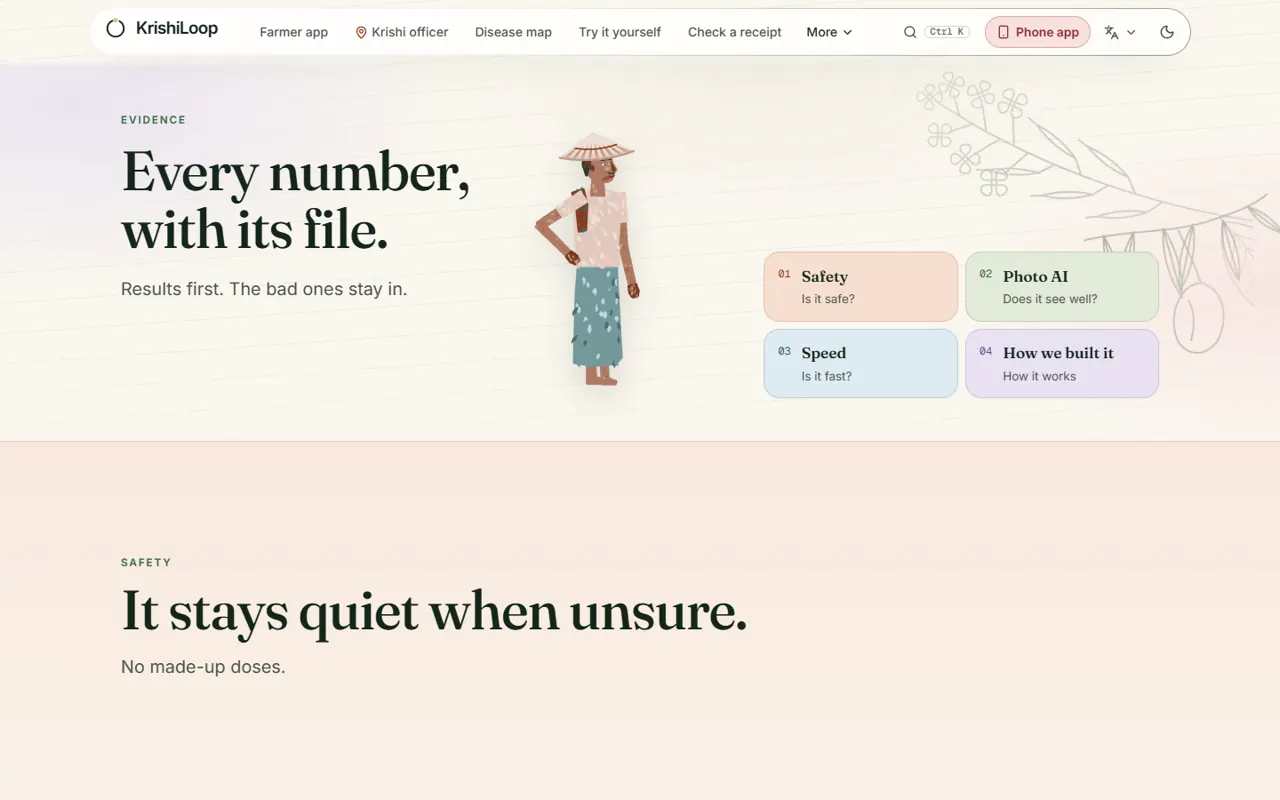 KrishiLoop
Farmer app
Krishi officer
Disease map
Try it yourself
Check a receipt
More
Ctrl K
Phone app
EVIDENCE
Every number,
with its file.
Results first. The bad ones stay in.
01 Safety
Is it safe?
02 Photo AI
Does it see well?
03 Speed
Is it fast?
04 How we built it
How it works
SAFETY
It stays quiet when unsure.
No made-up doses.